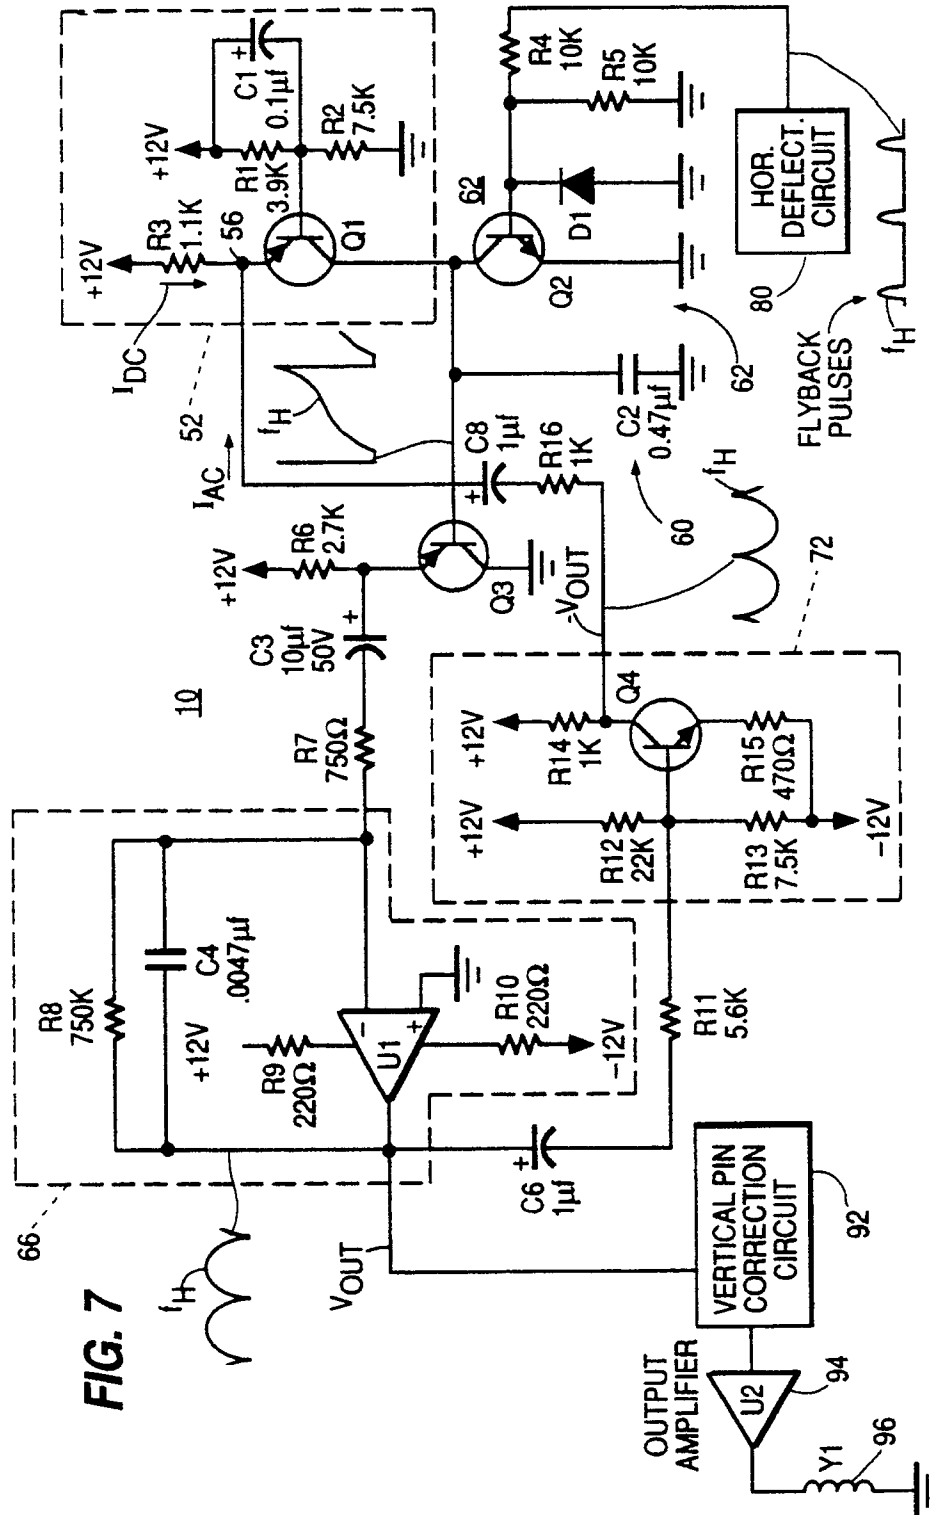 FIG. 7
10
66
fH
VOUT
R8
750K
C4
.0047µf
+12V
R9
220Ω
U1
−
+
R10
220Ω
−12V
C6
+
1µf
R11
5.6K
R7
750Ω
C3
10µf
50V
+
+12V
R6
2.7K
Q3
IAC
52
IDC
+12V
R3
1.1K
56
+12V
R1
3.9K
C1
0.1µf
+
R2
7.5K
Q1
fH
C8
1µf
+
R16
1K
C2
0.47µf
60
62
Q2
62
D1
R4
10K
R5
10K
HOR.
DEFLECT.
CIRCUIT
80
FLYBACK
PULSES
fH
-VOUT
fH
72
+12V
R14
1K
Q4
+12V
R12
22K
R15
470Ω
R13
7.5K
−12V
VERTICAL PIN
CORRECTION
CIRCUIT
92
OUTPUT
AMPLIFIER
U2
94
Y1
96